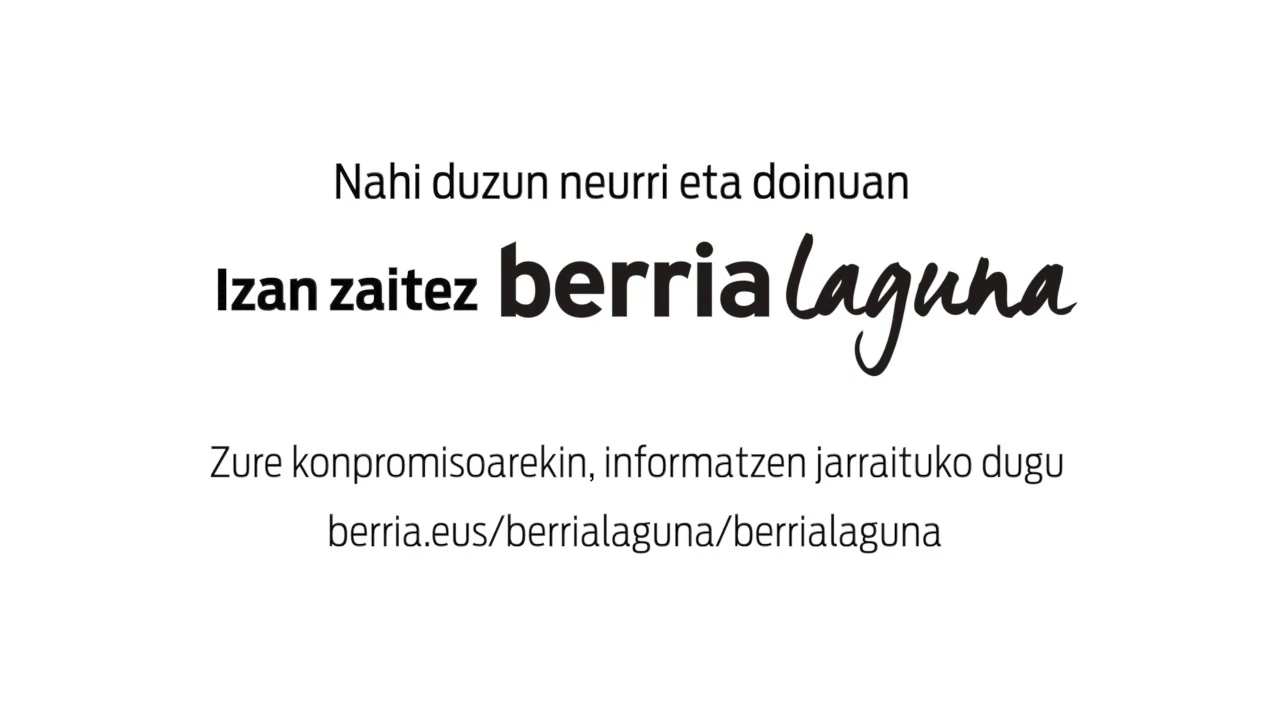 Nahi duzun neurri eta doinuan
Izan zaitez berria laguna
Zure konpromisoarekin, informatzen jarraituko dugu
berria.eus/berrialaguna/berrialaguna